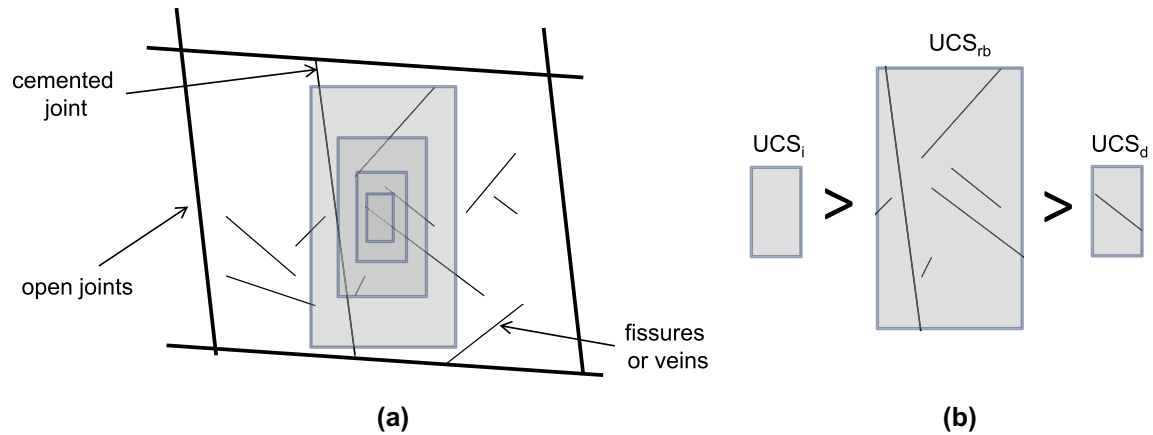 cemented
joint
open joints
fissures
or veins
(a)
UCSrb
UCSi
>
>
UCSd
(b)